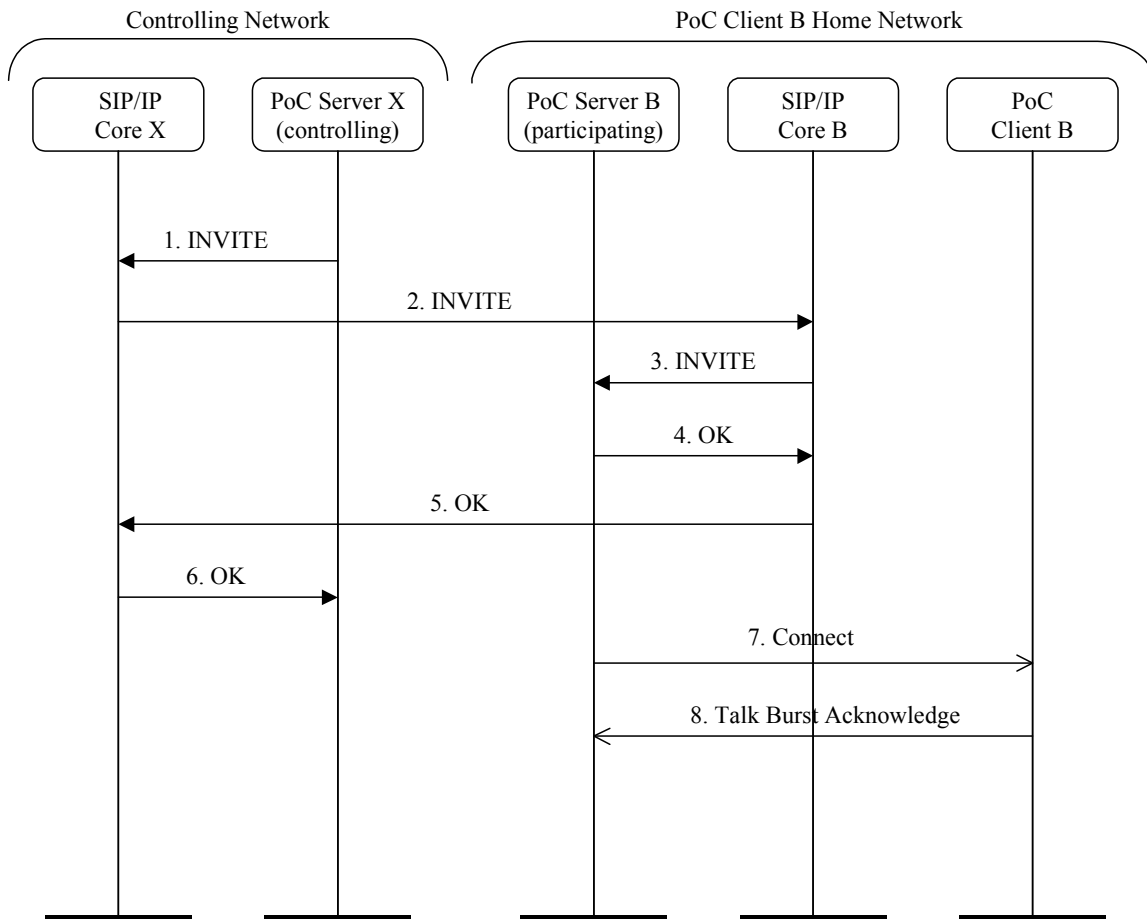 Controlling Network
PoC Client B Home Network
SIP/IP
Core X
PoC Server X
(controlling)
PoC Server B
(participating)
SIP/IP
Core B
PoC
Client B
1. INVITE
2. INVITE
3. INVITE
4. OK
5. OK
6. OK
7. Connect
8. Talk Burst Acknowledge